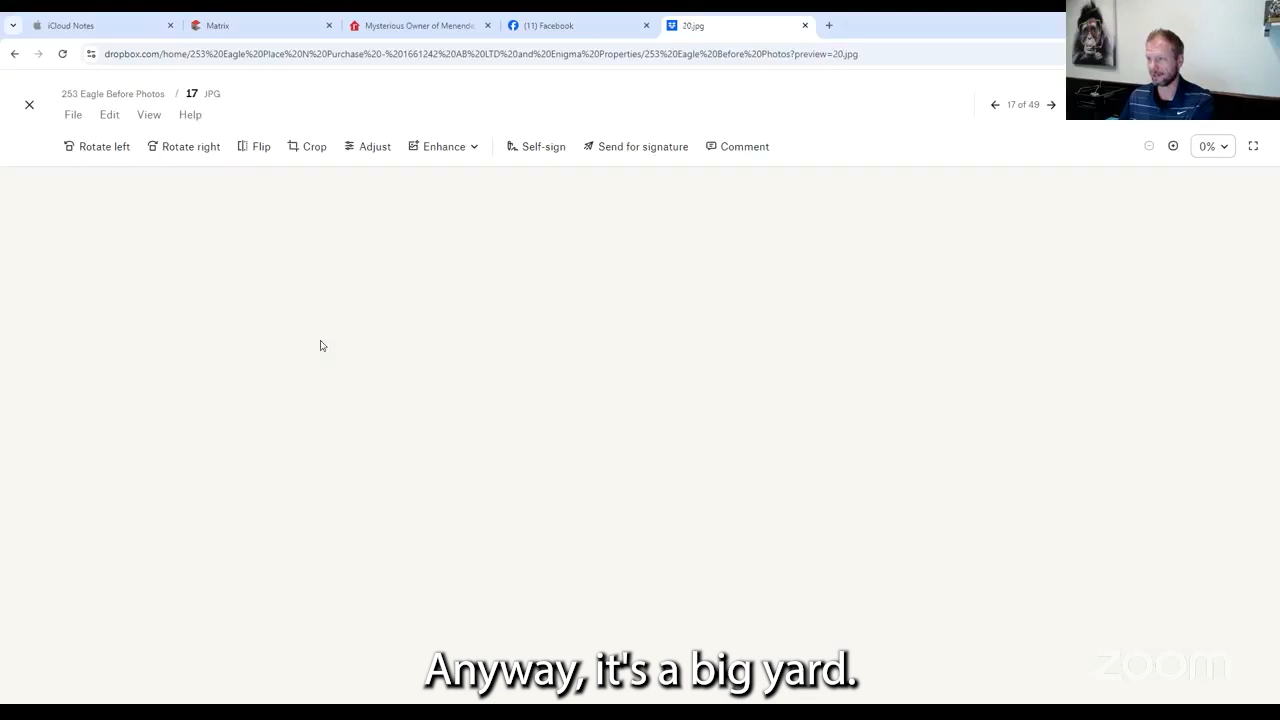 iCloud Notes
Matrix
Mysterious Owner of Menende
(11) Facebook
20.jpg
dropbox.com/home/253%20Eagle%20Place%20N%20Purchase%20-%201661242%20AB%20LTD%20and%20Enigma%20Properties/253%20Eagle%20Before%20Photos?preview=20.jpg
253 Eagle Before Photos / 17 JPG
File Edit View Help
17 of 49
Rotate left Rotate right Flip Crop Adjust Enhance Self-sign Send for signature Comment 0%
Anyway, it's a big yard.
zoom